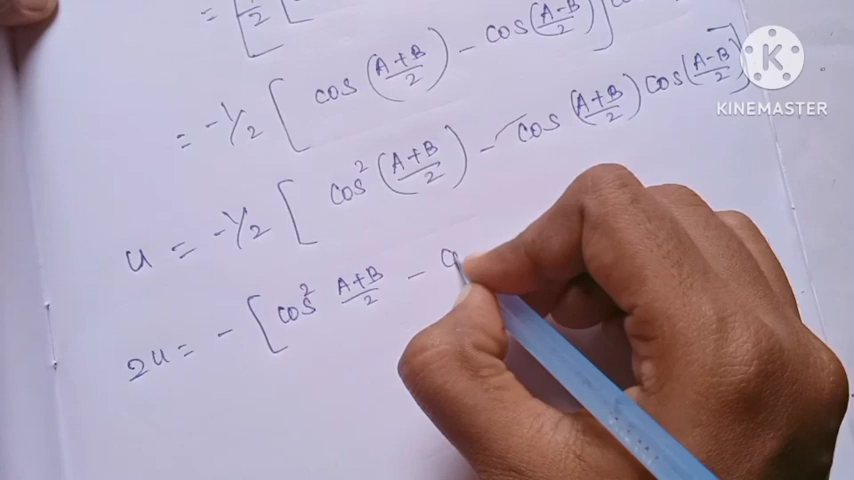 = [1/2 [
= -1/2 [ cos (A+B/2) - cos(A-B/2)]
u = -1/2 [ cos² (A+B/2) - cos (A+B/2) cos(A-B/2)]
2u = - [cos² A+B/2 - c
K
KINEMASTER